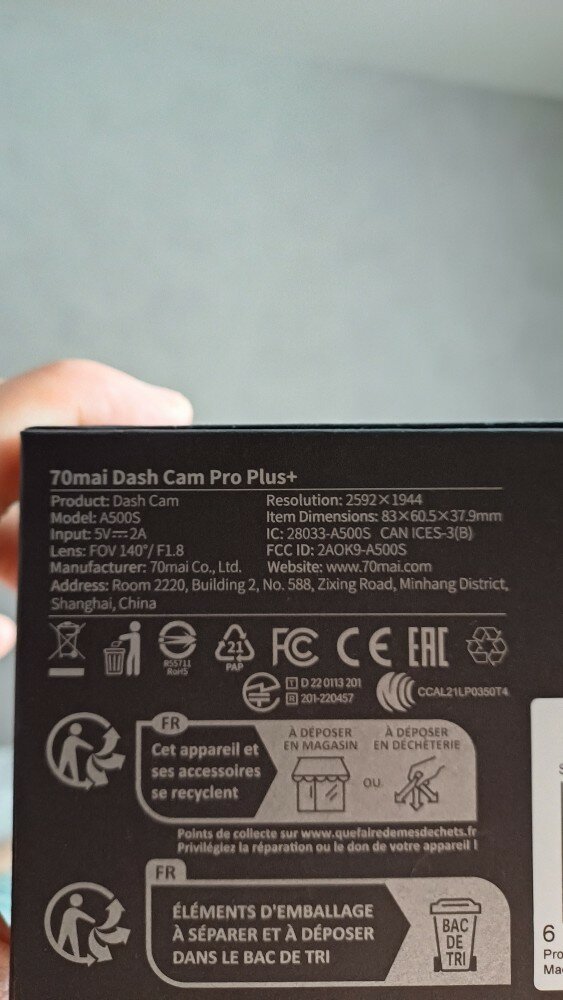 70mai Dash Cam Pro Plus+
Product: Dash Cam
Model: A500S
Input: 5V⎓2A
Lens: FOV 140°/ F1.8
Manufacturer: 70mai Co., Ltd.
Resolution: 2592×1944
Item Dimensions: 83×60.5×37.9mm
IC: 28033-A500S CAN ICES-3(B)
FCC ID: 2AOK9-A500S
Website: www.70mai.com
Address: Room 2220, Building 2, No. 588, Zixing Road, Minhang District,
Shanghai, China
R55711
RoHS
21
PAP
FC
CE
EAC
T D 22 0113 201
R 201-220457
CCAL21LP0350T4
FR
Cet appareil et
ses accessoires
se recyclent
À DÉPOSER
EN MAGASIN
OU
À DÉPOSER
EN DÉCHÈTERIE
Points de collecte sur www.quefairedemesdechets.fr
Privilégiez la réparation ou le don de votre appareil !
FR
ÉLÉMENTS D'EMBALLAGE
À SÉPARER ET À DÉPOSER
DANS LE BAC DE TRI
BAC
DE
TRI
6
Pro
Ma